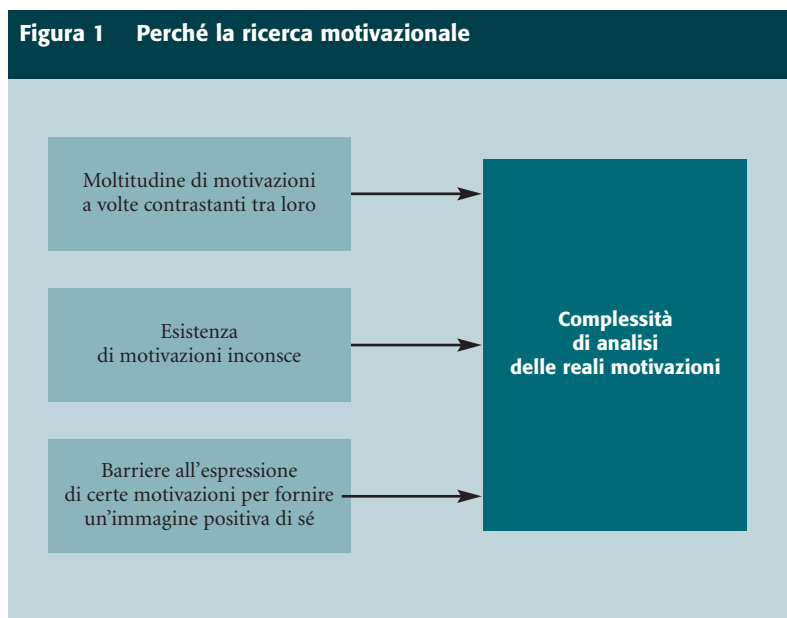 Figura 1 Perché la ricerca motivazionale
Moltitudine di motivazioni
a volte contrastanti tra loro
Esistenza
di motivazioni inconsce
Barriere all'espressione
di certe motivazioni per fornire
un'immagine positiva di sé
Complessità
di analisi
delle reali motivazioni